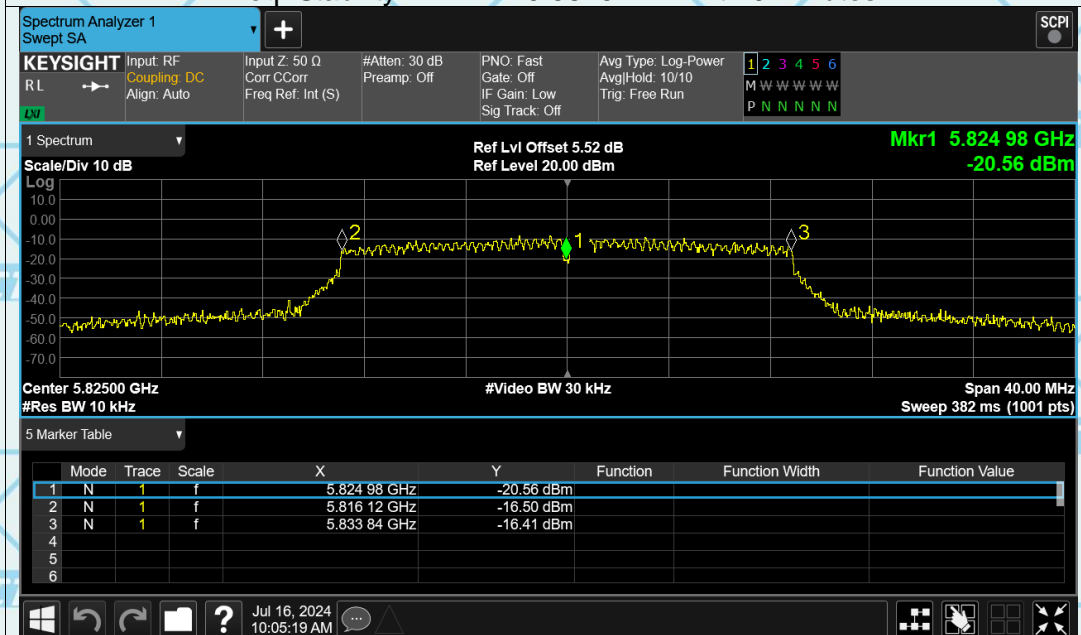 Spectrum Analyzer 1
Swept SA
+
SCPI
KEYSIGHT Input: RF Input Z: 50 Ω #Atten: 30 dB PNO: Fast Avg Type: Log-Power 1 2 3 4 5 6
R L Coupling: DC Corr CCorr Preamp: Off Gate: Off Avg|Hold: 10/10 M W W W W W
Align: Auto Freq Ref: Int (S) IF Gain: Low Trig: Free Run
LXI Sig Track: Off P N N N N N
1 Spectrum Ref Lvl Offset 5.52 dB Mkr1 5.824 98 GHz
Scale/Div 10 dB Ref Level 20.00 dBm -20.56 dBm
Log
10.0
0.00
-10.0 2 1 3
-20.0
-30.0
-40.0
-50.0
-60.0
-70.0
Center 5.82500 GHz #Video BW 30 kHz Span 40.00 MHz
#Res BW 10 kHz Sweep 382 ms (1001 pts)
5 Marker Table
Mode Trace Scale X Y Function Function Width Function Value
1 N 1 f 5.824 98 GHz -20.56 dBm
2 N 1 f 5.816 12 GHz -16.50 dBm
3 N 1 f 5.833 84 GHz -16.41 dBm
4
5
6
? Jul 16, 2024
10:05:19 AM